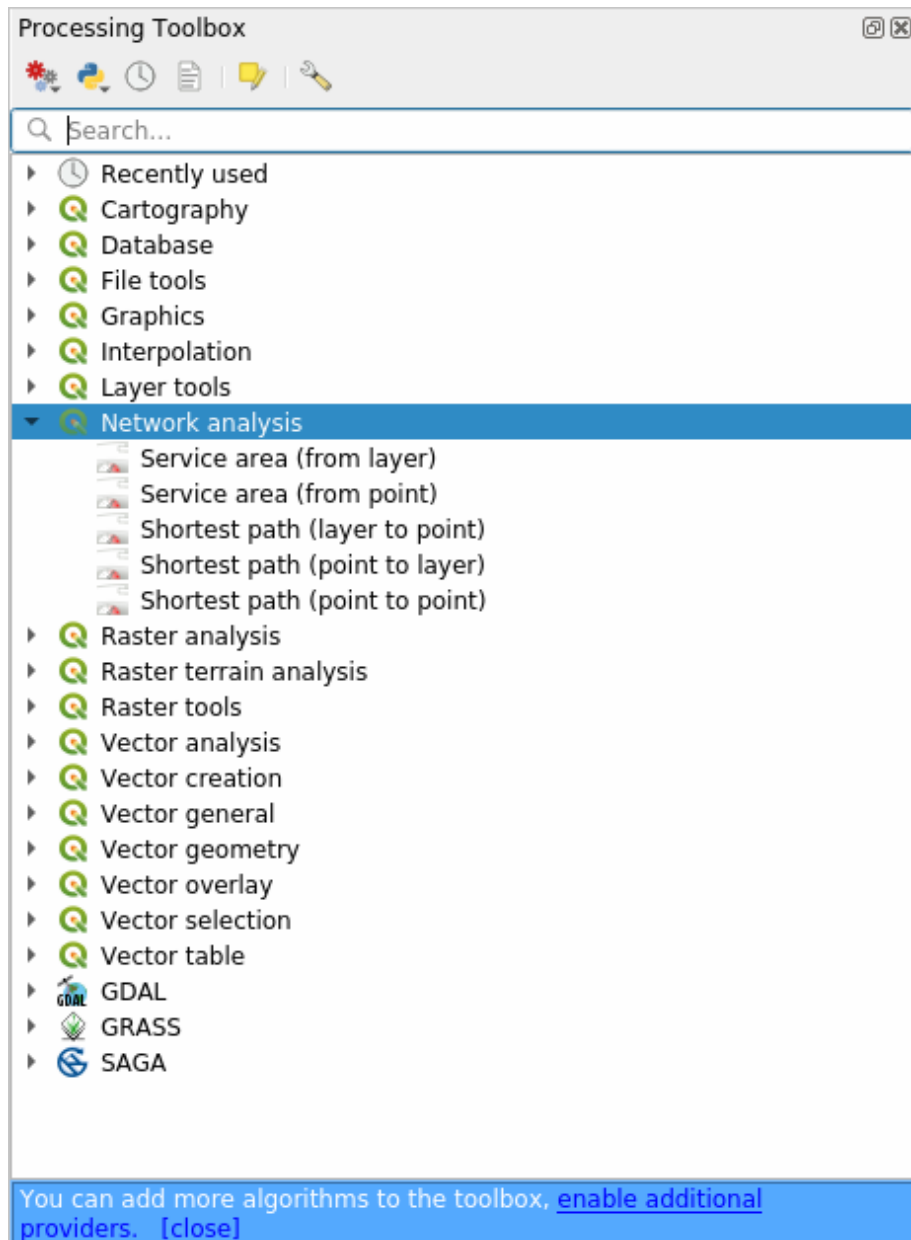 Processing Toolbox
Search...
Recently used
Cartography
Database
File tools
Graphics
Interpolation
Layer tools
Network analysis
Service area (from layer)
Service area (from point)
Shortest path (layer to point)
Shortest path (point to layer)
Shortest path (point to point)
Raster analysis
Raster terrain analysis
Raster tools
Vector analysis
Vector creation
Vector general
Vector geometry
Vector overlay
Vector selection
Vector table
GDAL GDAL
GRASS
SAGA
You can add more algorithms to the toolbox, enable additional
providers. [close]